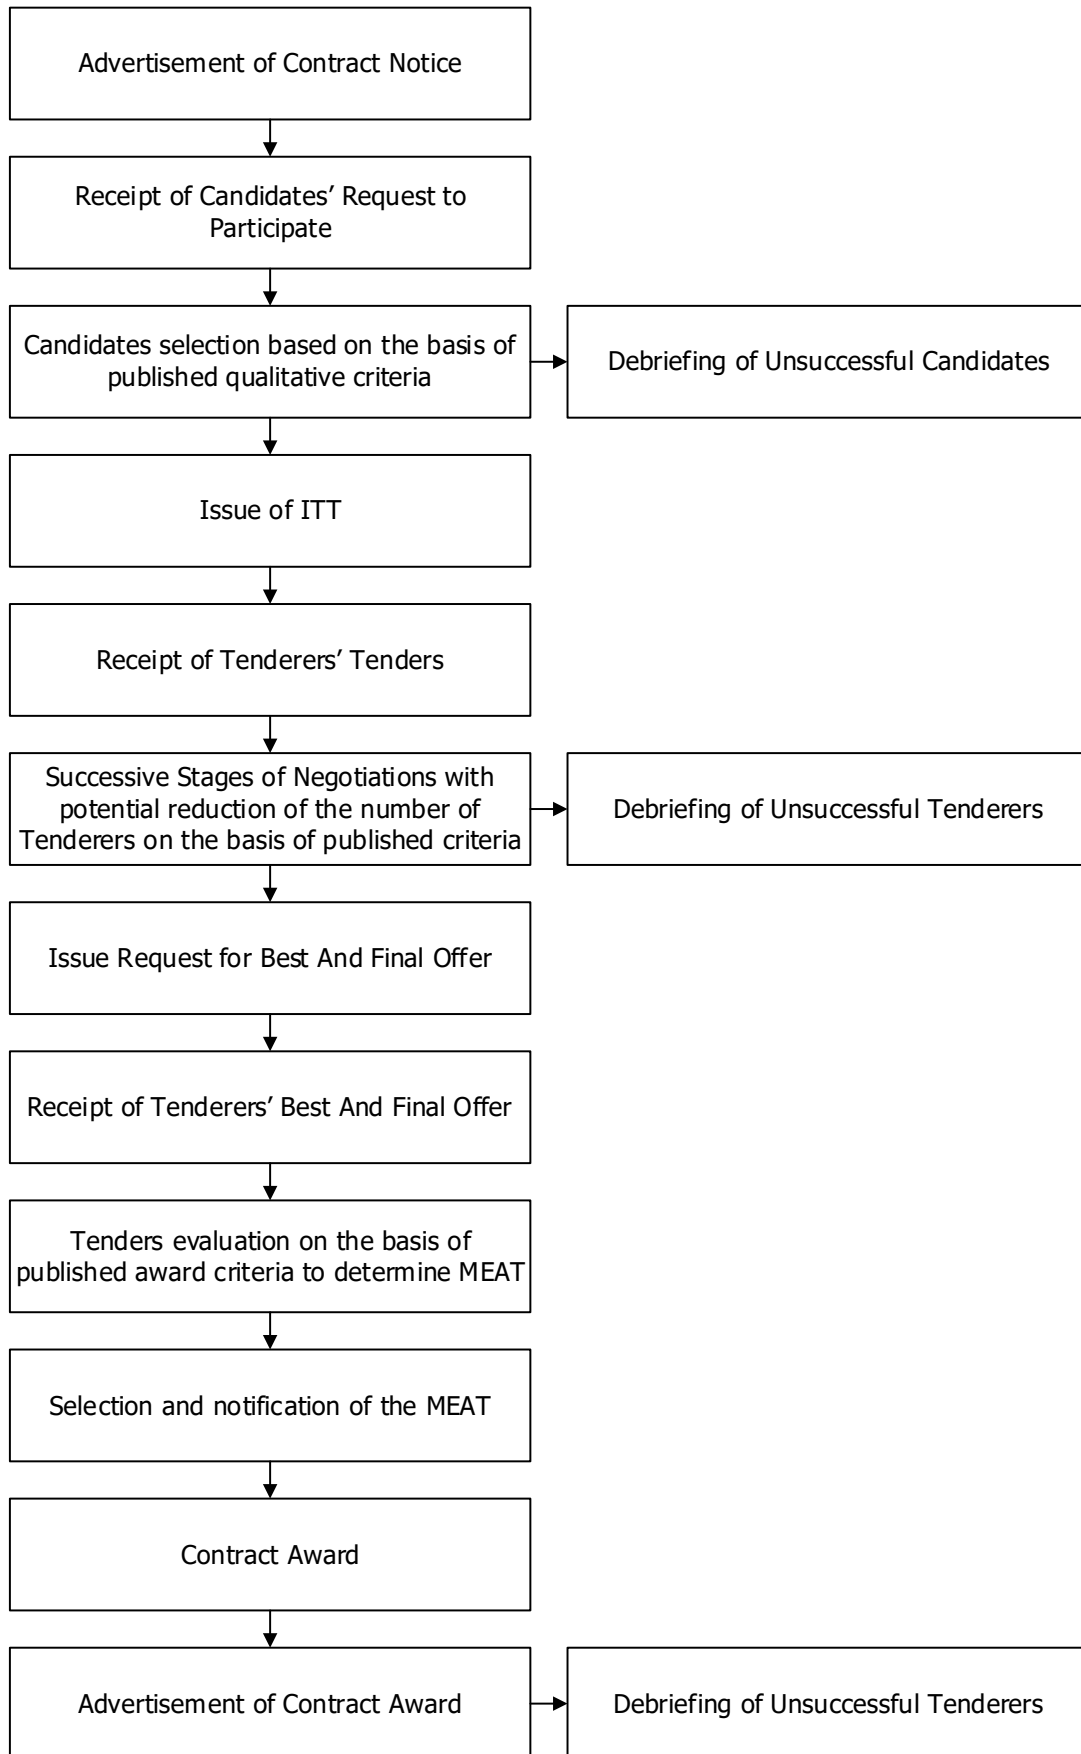 Advertisement of Contract Notice
Receipt of Candidates’ Request to
Participate
Candidates selection based on the basis of
published qualitative criteria
Debriefing of Unsuccessful Candidates
Issue of ITT
Receipt of Tenderers’ Tenders
Successive Stages of Negotiations with
potential reduction of the number of
Tenderers on the basis of published criteria
Debriefing of Unsuccessful Tenderers
Issue Request for Best And Final Offer
Receipt of Tenderers’ Best And Final Offer
Tenders evaluation on the basis of
published award criteria to determine MEAT
Selection and notification of the MEAT
Contract Award
Advertisement of Contract Award
Debriefing of Unsuccessful Tenderers